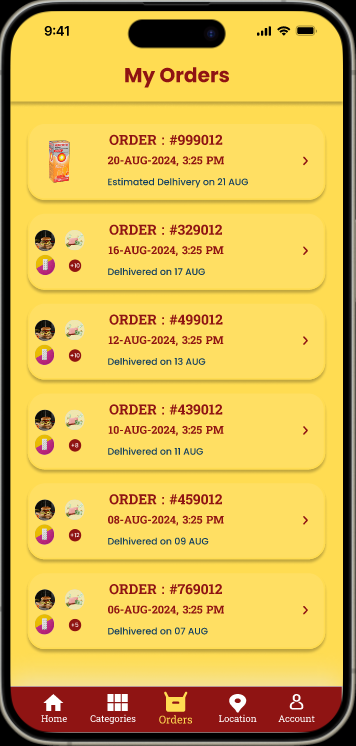 9:41
My Orders
ORDER : #999012
20-AUG-2024, 3:25 PM
Estimated Delhivery on 21 AUG
ORDER : #329012
16-AUG-2024, 3:25 PM
+10
Delhivered on 17 AUG
ORDER : #499012
12-AUG-2024, 3:25 PM
+10
Delhivered on 13 AUG
ORDER : #439012
10-AUG-2024, 3:25 PM
+8
Delhivered on 11 AUG
ORDER : #459012
08-AUG-2024, 3:25 PM
+12
Delhivered on 09 AUG
ORDER : #769012
06-AUG-2024, 3:25 PM
+5
Delhivered on 07 AUG
Home Categories Orders Location Account